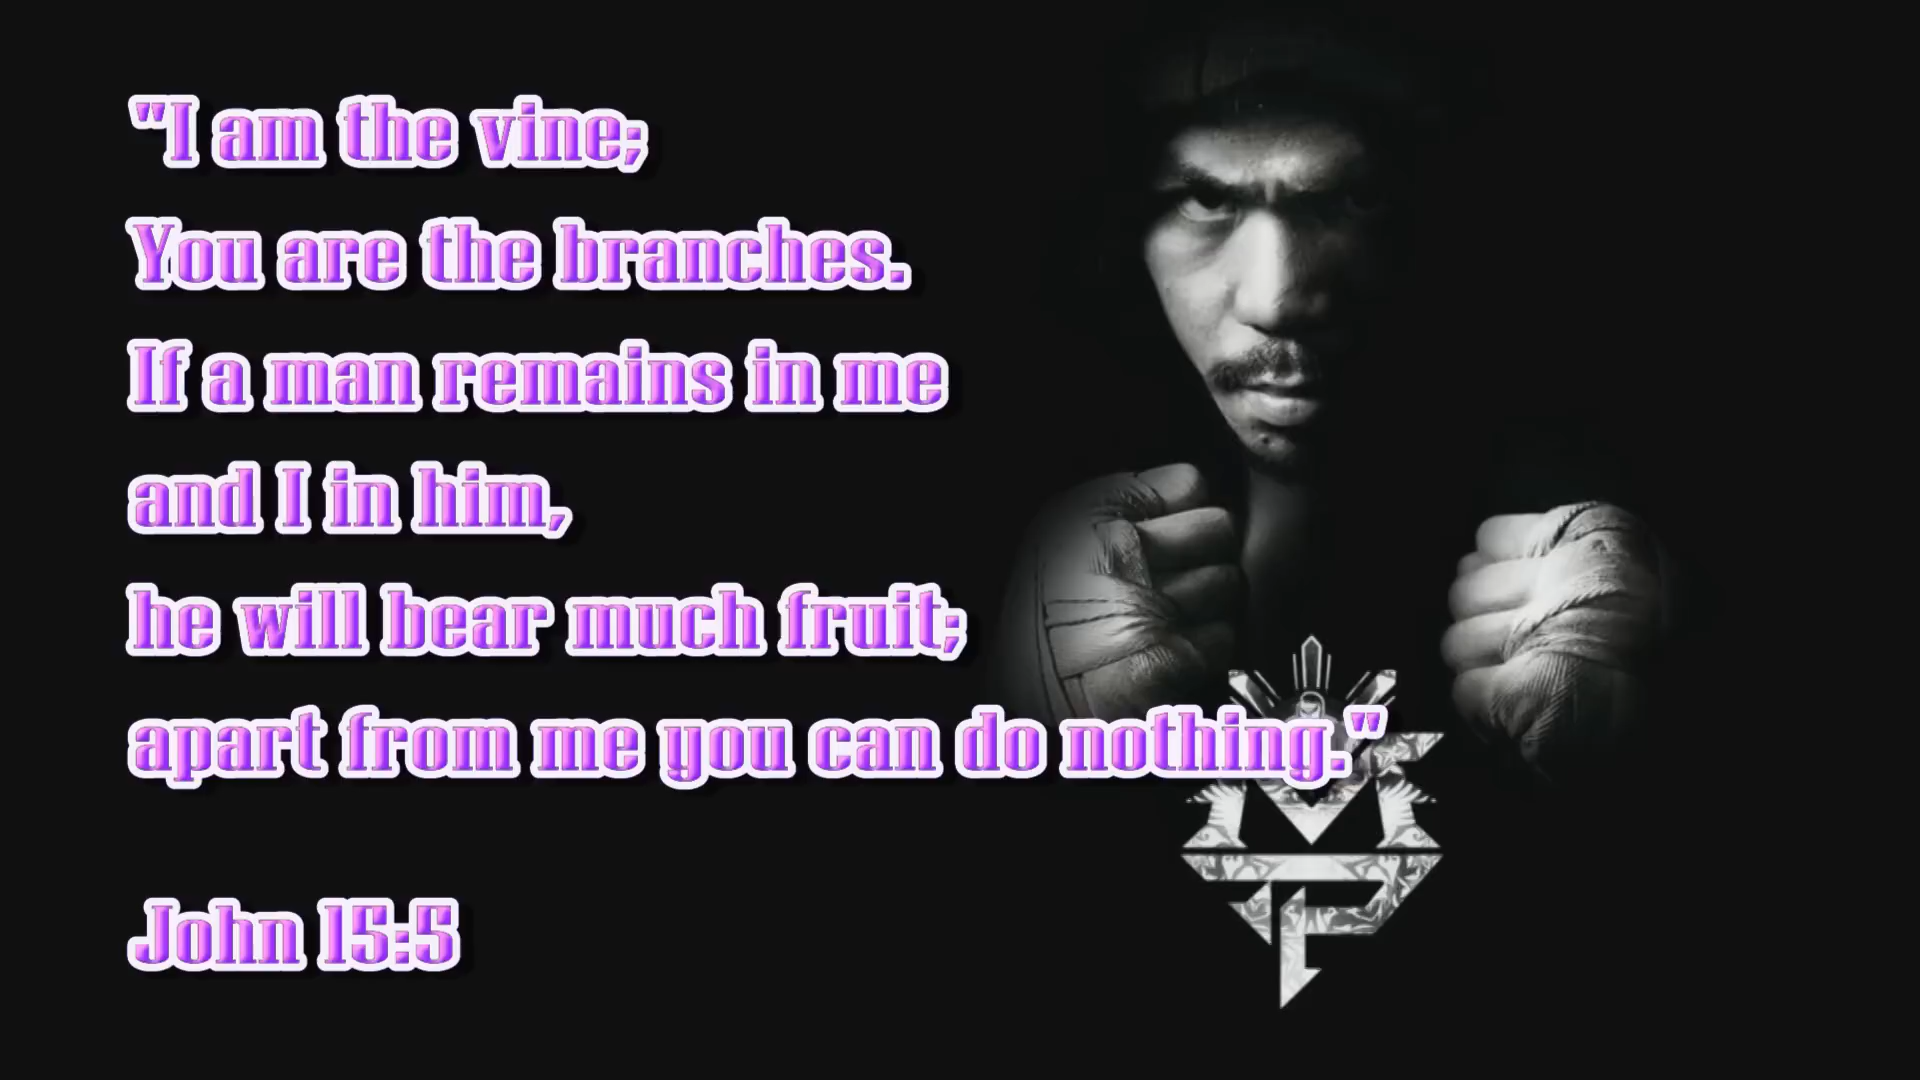 "I am the vine;
You are the branches.
If a man remains in me
and I in him,
he will bear much fruit;
apart from me you can do nothing."
John 15:5
MP